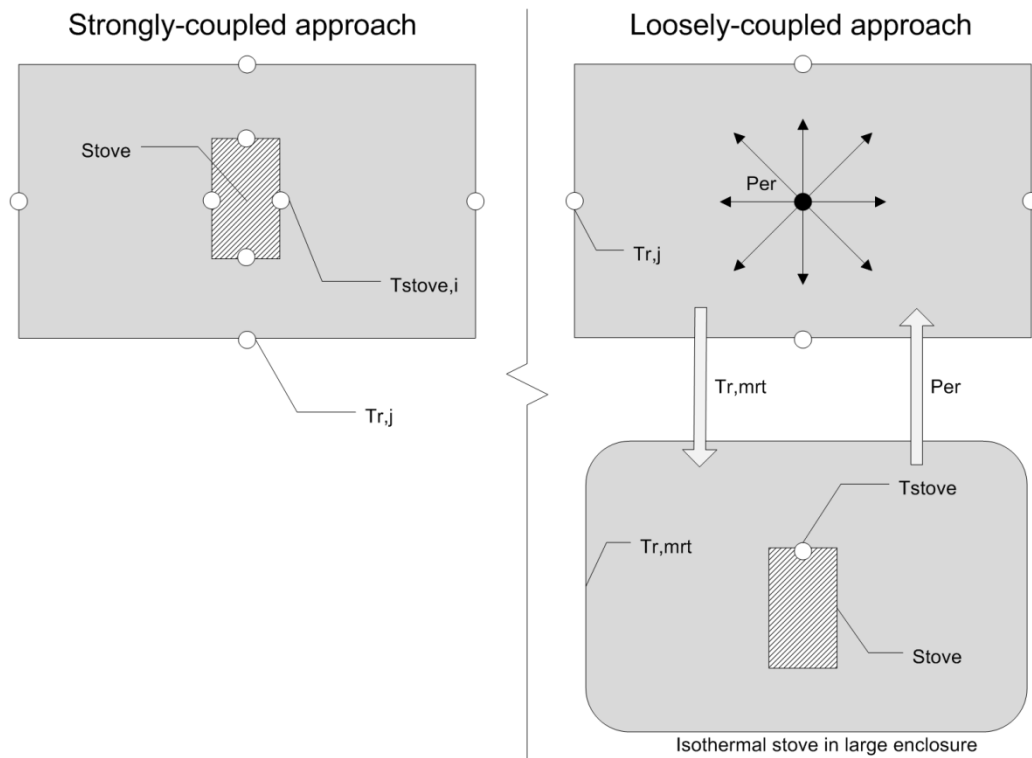 Strongly-coupled approach
Stove
Tstove,i
Tr,j
Loosely-coupled approach
Per
Tr,j
Tr,mrt
Per
Tstove
Tr,mrt
Stove
Isothermal stove in large enclosure